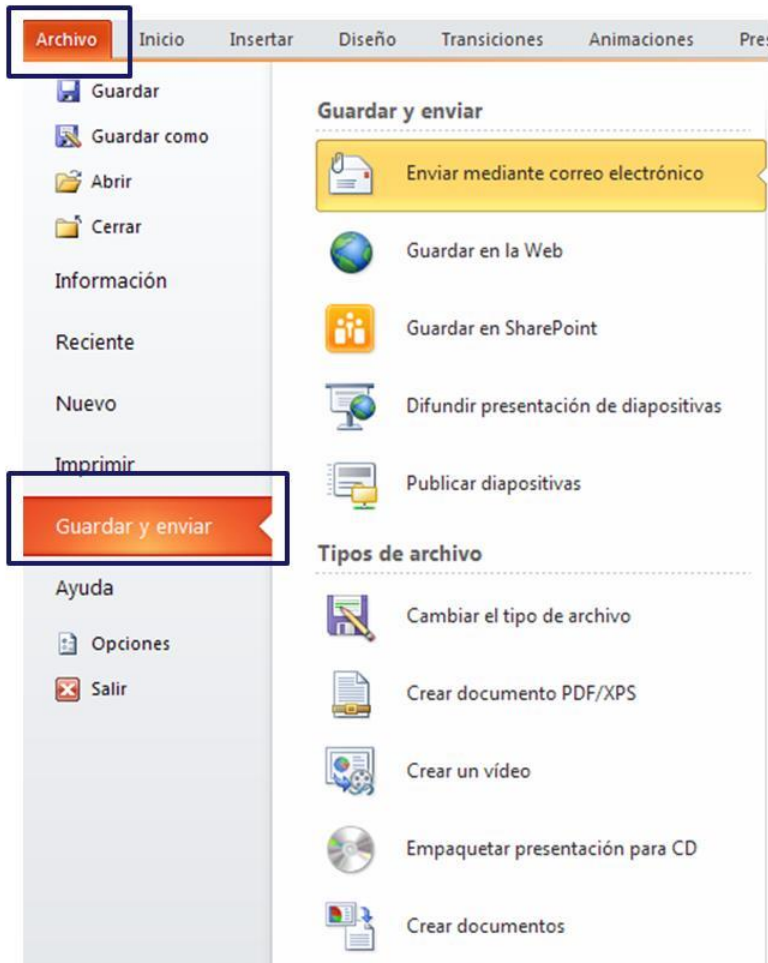 Archivo Inicio Insertar Diseño Transiciones Animaciones
Guardar
Guardar como
Abrir
Cerrar
Información
Reciente
Nuevo
Imprimir
Guardar y enviar
Ayuda
Opciones
Salir
Guardar y enviar
Enviar mediante correo electrónico
Guardar en la Web
Guardar en SharePoint
Difundir presentación de diapositivas
Publicar diapositivas
Tipos de archivo
Cambiar el tipo de archivo
Crear documento PDF/XPS
Crear un vídeo
Empaquetar presentación para CD
Crear documentos